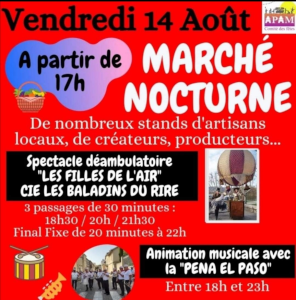 Vendredi 14 Août
APAM
A partir de
17h
MARCHÉ
NOCTURNE
De nombreux stands d'artisans
locaux, de créateurs, producteurs...
Spectacle déambulatoire
"LES FILLES DE L'AIR"
CIE LES BALADINS DU RIRE
3 passages de 30 minutes :
18h30 / 20h / 21h30
Final Fixe de 20 minutes à 22h
Animation musicale avec
la "PENA EL PASO"
Entre 18h et 23h